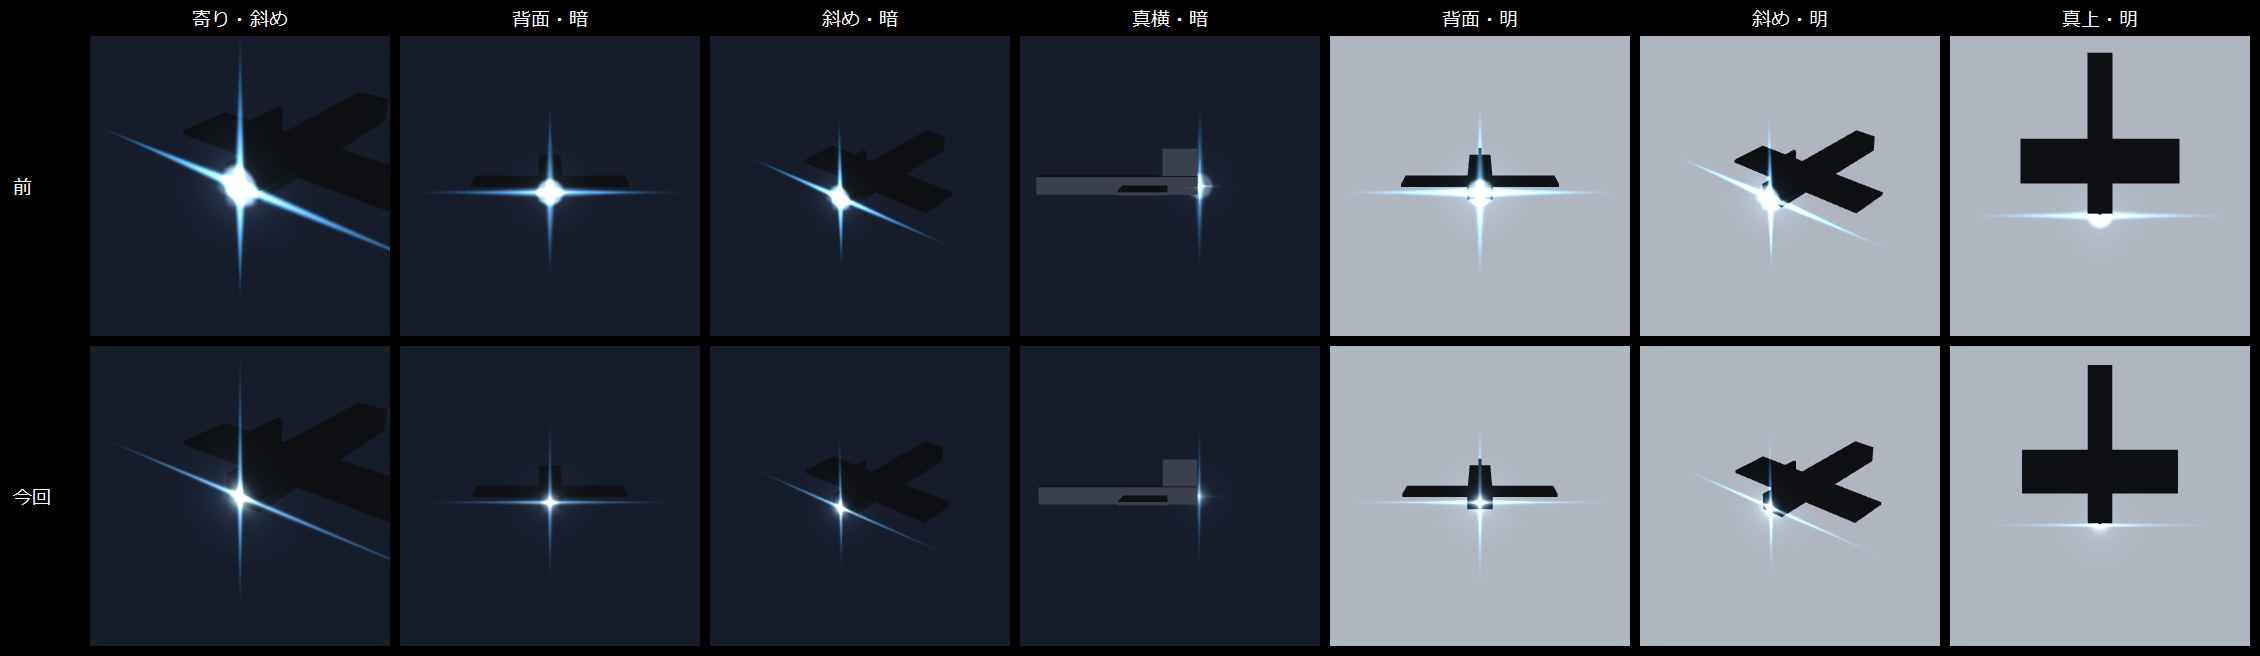 寄り・斜め
背面・暗
斜め・暗
真横・暗
背面・明
斜め・明
真上・明
前
今回